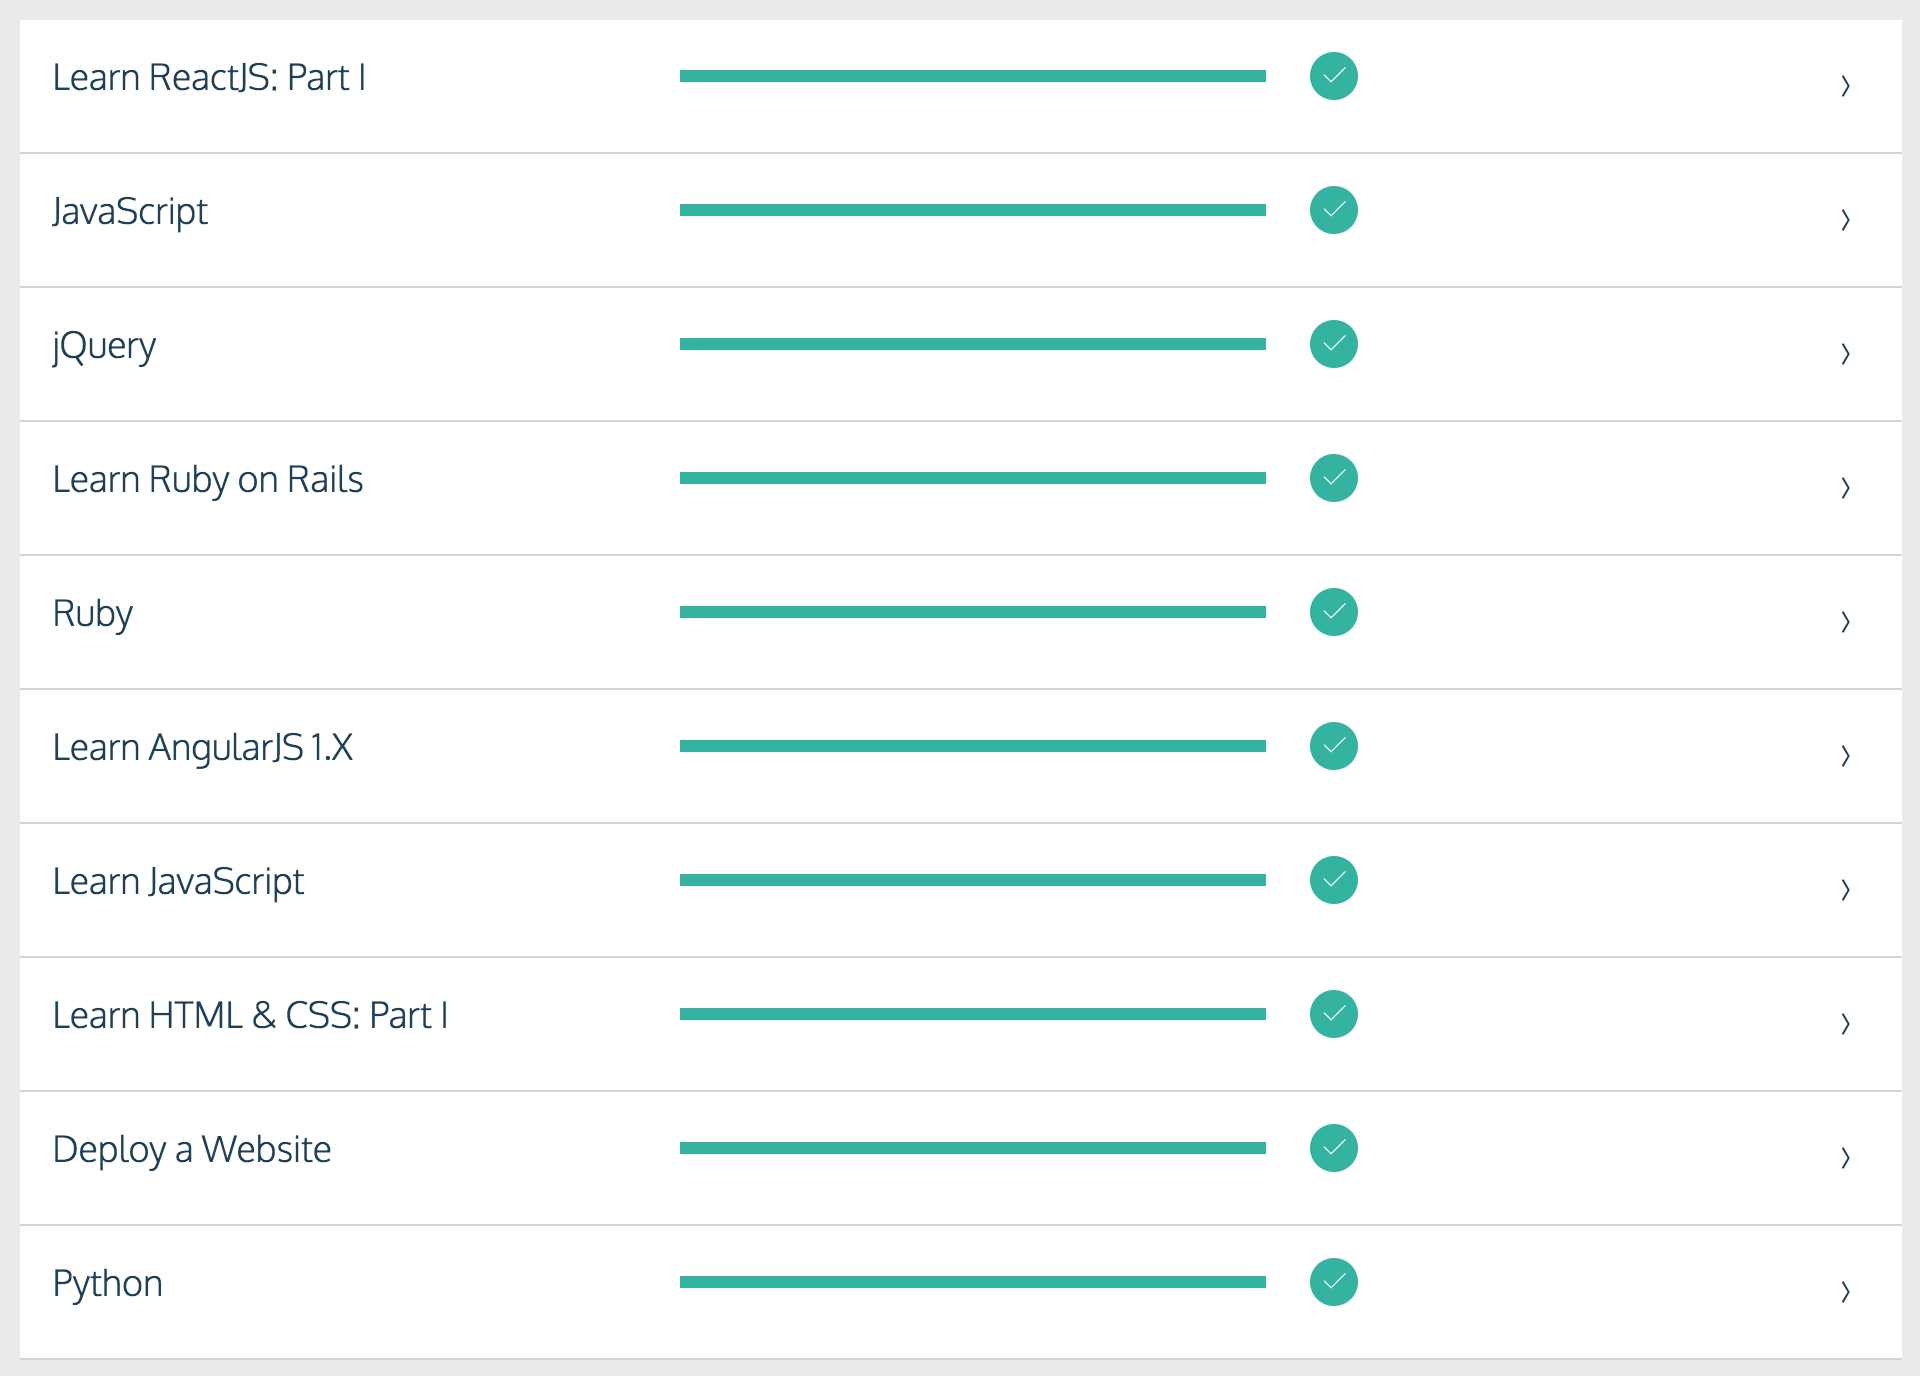 Learn ReactJS: Part I
JavaScript
jQuery
Learn Ruby on Rails
Ruby
Learn AngularJS 1.X
Learn JavaScript
Learn HTML & CSS: Part I
Deploy a Website
Python